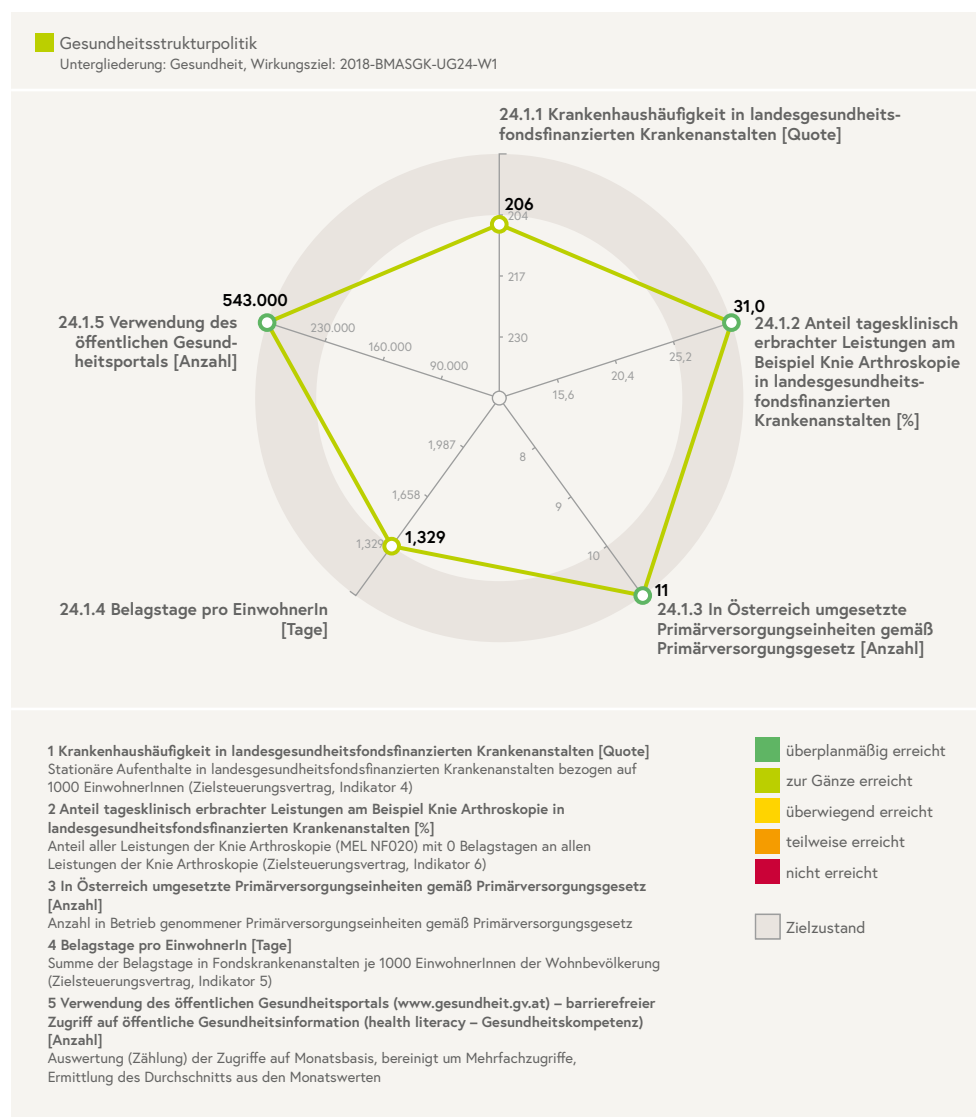 Gesundheitsstrukturpolitik
Untergliederung: Gesundheit, Wirkungsziel: 2018-BMASGK-UG24-W1
24.1.1 Krankenhaushäufigkeit in landesgesundheits-
fondsfinanzierten Krankenanstalten [Quote]
206
204
217
230
543.000
230.000
160.000
90.000
24.1.5 Verwendung des
öffentlichen Gesund-
heitsportals [Anzahl]
31,0
24.1.2 Anteil tagesklinisch
erbrachter Leistungen am
Beispiel Knie Arthroskopie
in landesgesundheits-
fondsfinanzierten
Krankenanstalten [%]
25,2
20,4
15,6
1,987
1,658
1,329
1,329
8
9
10
11
24.1.4 Belagstage pro EinwohnerIn
[Tage]
24.1.3 In Österreich umgesetzte
Primärversorgungseinheiten gemäß
Primärversorgungsgesetz [Anzahl]
1 Krankenhaushäufigkeit in landesgesundheitsfondsfinanzierten Krankenanstalten [Quote]
Stationäre Aufenthalte in landesgesundheitsfondsfinanzierten Krankenanstalten bezogen auf
1000 EinwohnerInnen (Zielsteuerungsvertrag, Indikator 4)
2 Anteil tagesklinisch erbrachter Leistungen am Beispiel Knie Arthroskopie in
landesgesundheitsfondsfinanzierten Krankenanstalten [%]
Anteil aller Leistungen der Knie Arthroskopie (MEL NF020) mit 0 Belagstagen an allen
Leistungen der Knie Arthroskopie (Zielsteuerungsvertrag, Indikator 6)
3 In Österreich umgesetzte Primärversorgungseinheiten gemäß Primärversorgungsgesetz
[Anzahl]
Anzahl in Betrieb genommener Primärversorgungseinheiten gemäß Primärversorgungsgesetz
4 Belagstage pro EinwohnerIn [Tage]
Summe der Belagstage in Fondskrankenanstalten je 1000 EinwohnerInnen der Wohnbevölkerung
(Zielsteuerungsvertrag, Indikator 5)
5 Verwendung des öffentlichen Gesundheitsportals (www.gesundheit.gv.at) – barrierefreier
Zugriff auf öffentliche Gesundheitsinformation (health literacy – Gesundheitskompetenz)
[Anzahl]
Auswertung (Zählung) der Zugriffe auf Monatsbasis, bereinigt um Mehrfachzugriffe,
Ermittlung des Durchschnitts aus den Monatswerten
überplanmäßig erreicht
zur Gänze erreicht
überwiegend erreicht
teilweise erreicht
nicht erreicht
Zielzustand